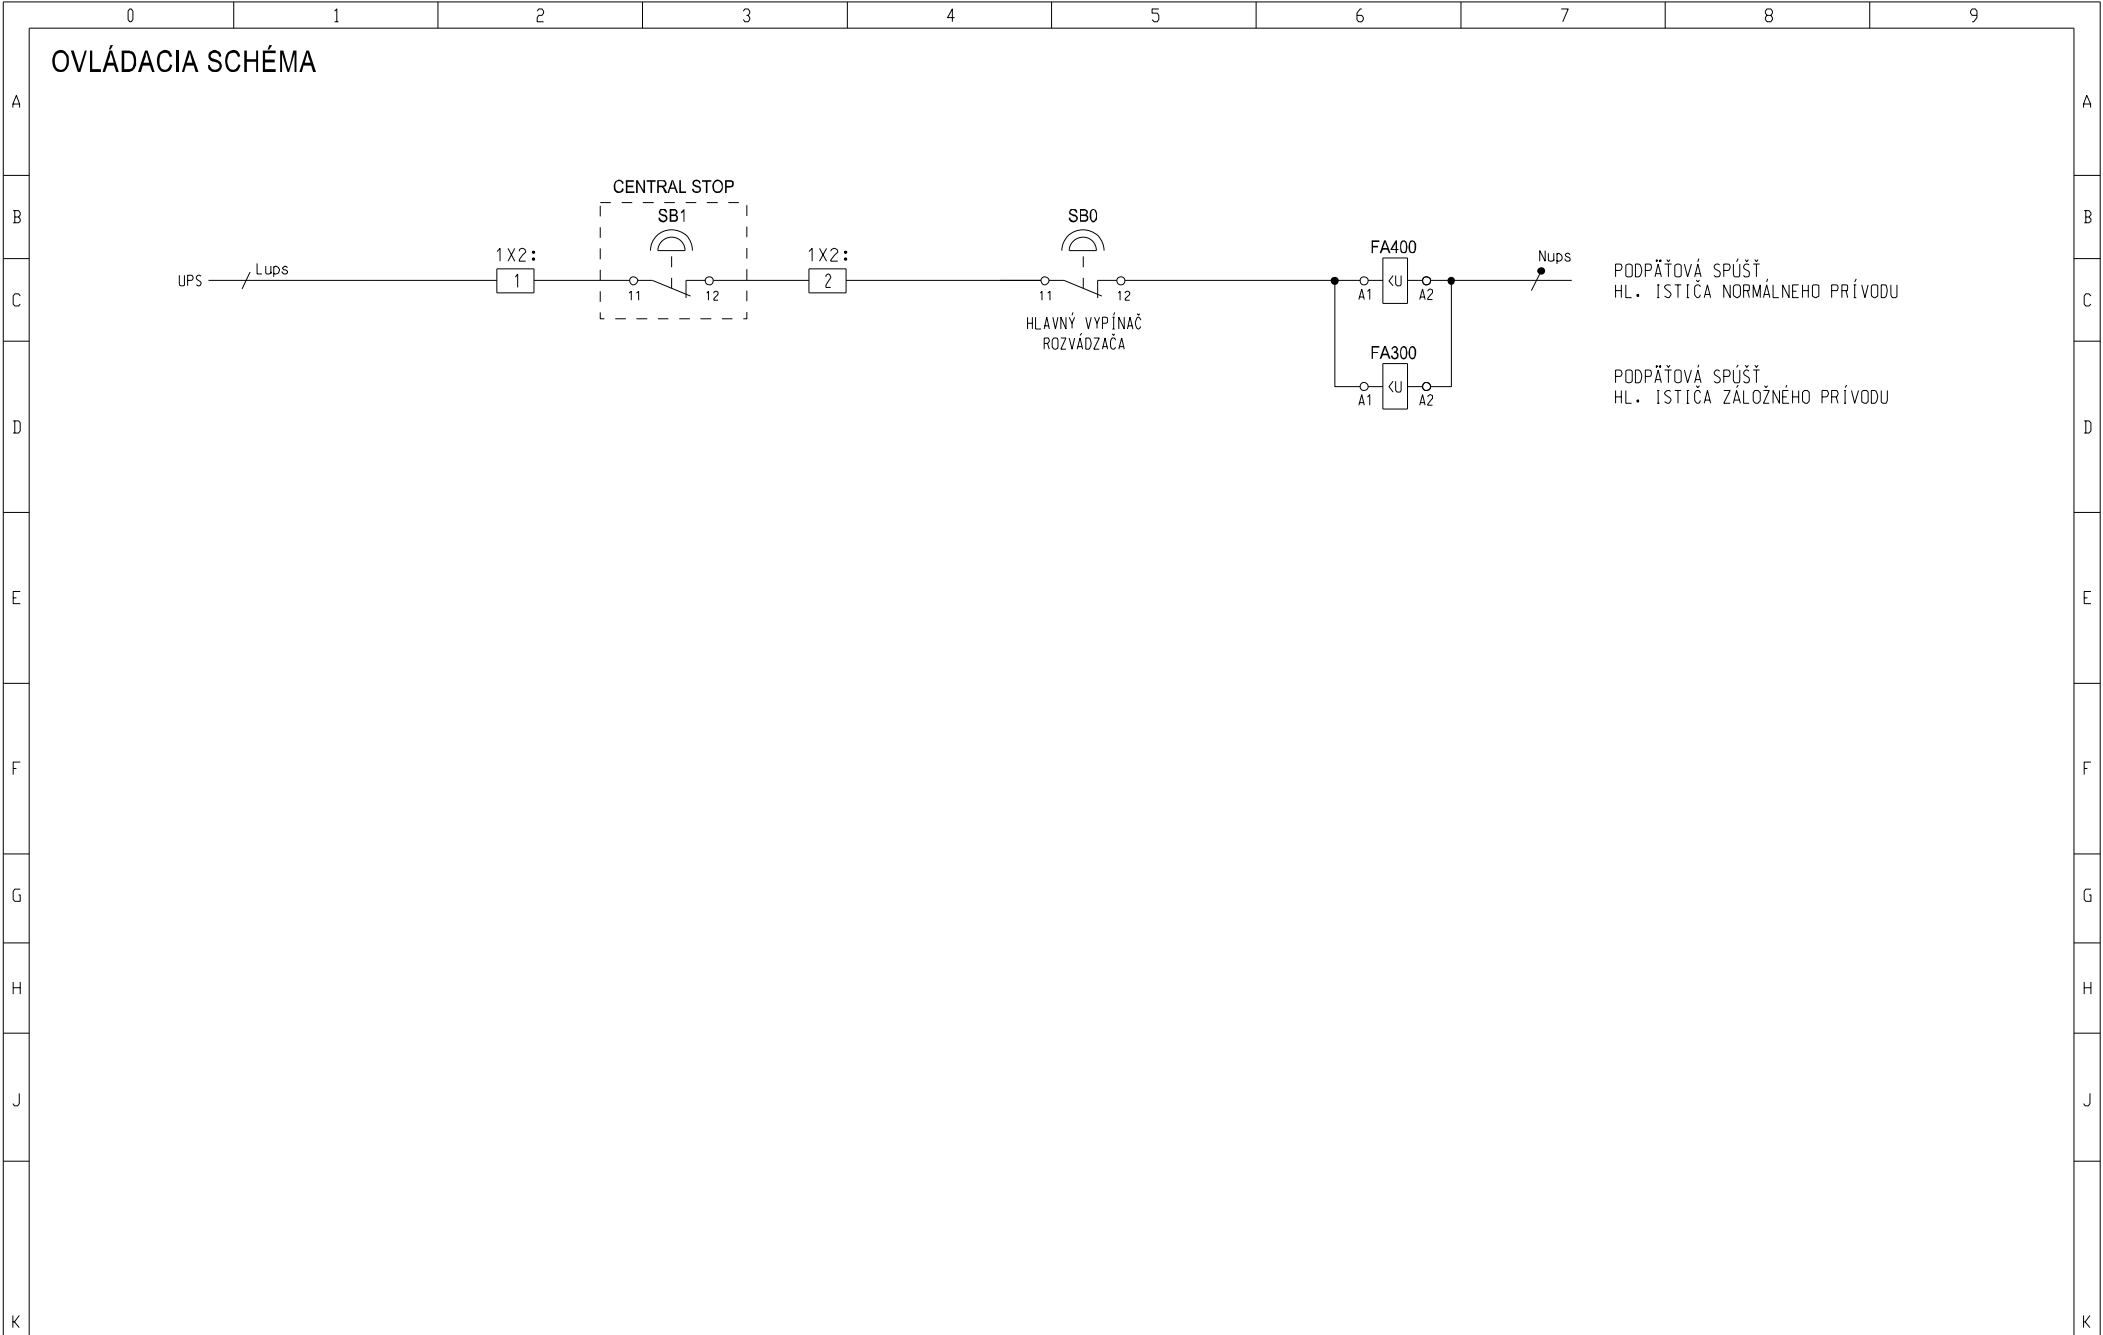 0 1 2 3 4 5 6 7 8 9
OVLÁDACIA SCHÉMA
A A
CENTRAL STOP
B B
SB1 SB0
1X2: 1X2: FA400 Nups
UPS Lups 1 2 <U PODPÄŤOVÁ SPÚŠŤ
11 12 11 12 A1 A2 HL. ISTIČA NORMÁLNEHO PRÍVODU
C C
HLAVNÝ VYPÍNAČ
ROZVÁDZAČA
FA300
<U PODPÄŤOVÁ SPÚŠŤ
A1 A2 HL. ISTIČA ZÁLOŽNÉHO PRÍVODU
D D
E E
F F
G G
H H
J J
K K